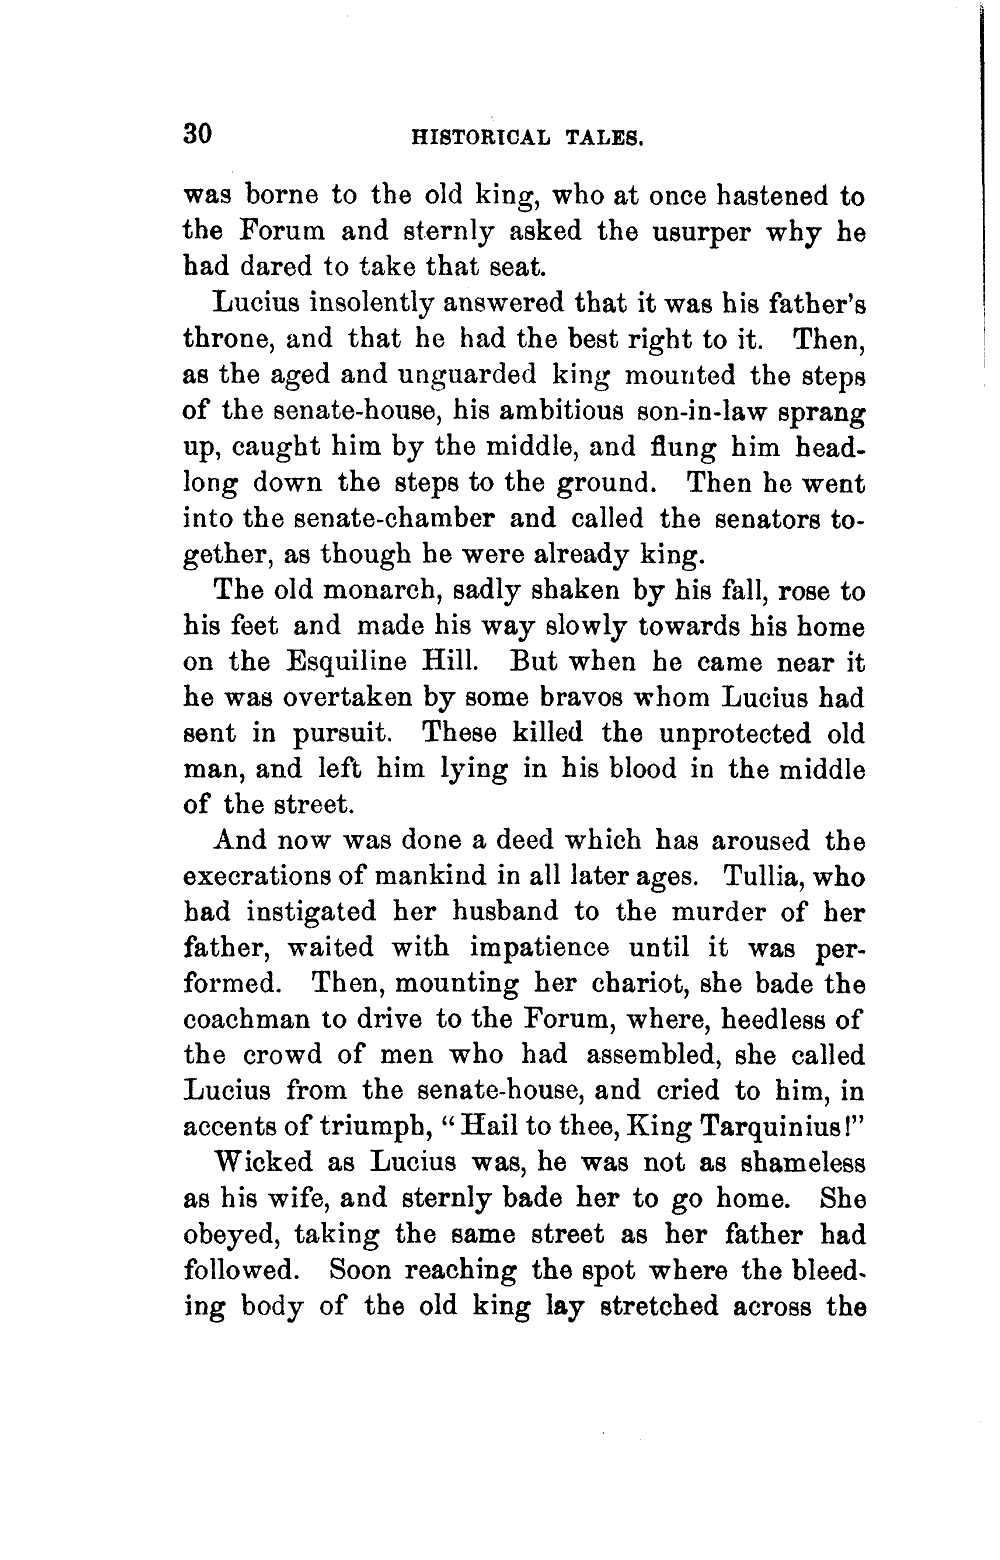 30 HISTORICAL TALES.
was borne to the old king, who at once hastened to
the Forum and sternly asked the usurper why he
had dared to take that seat.
Lucius insolently answered that it was his father's
throne, and that he had the best right to it. Then,
as the aged and unguarded king mounted the steps
of the senate-house, his ambitious son-in-law sprang
up, caught him by the middle, and flung him head-
long down the steps to the ground. Then he went
into the senate-chamber and called the senators to-
gether, as though he were already king.
The old monarch, sadly shaken by his fall, rose to
his feet and made his way slowly towards his home
on the Esquiline Hill. But when he came near it
he was overtaken by some bravos whom Lucius had
sent in pursuit. These killed the unprotected old
man, and left him lying in his blood in the middle
of the street.
And now was done a deed which has aroused the
execrations of mankind in all later ages. Tullia, who
had instigated her husband to the murder of her
father, waited with impatience until it was per-
formed. Then, mounting her chariot, she bade the
coachman to drive to the Forum, where, heedless of
the crowd of men who had assembled, she called
Lucius from the senate-house, and cried to him, in
accents of triumph, "Hail to thee, King Tarquinius!"
Wicked as Lucius was, he was not as shameless
as his wife, and sternly bade her to go home. She
obeyed, taking the same street as her father had
followed. Soon reaching the spot where the bleed-
ing body of the old king lay stretched across the